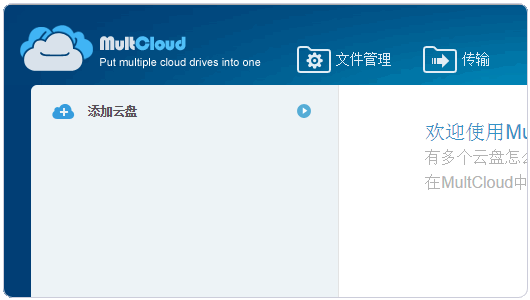 MultCloud
Put multiple cloud drives into one
文件管理
传输
添加云盘
欢迎使用Mu
有多个云盘怎么
在MultCloud中